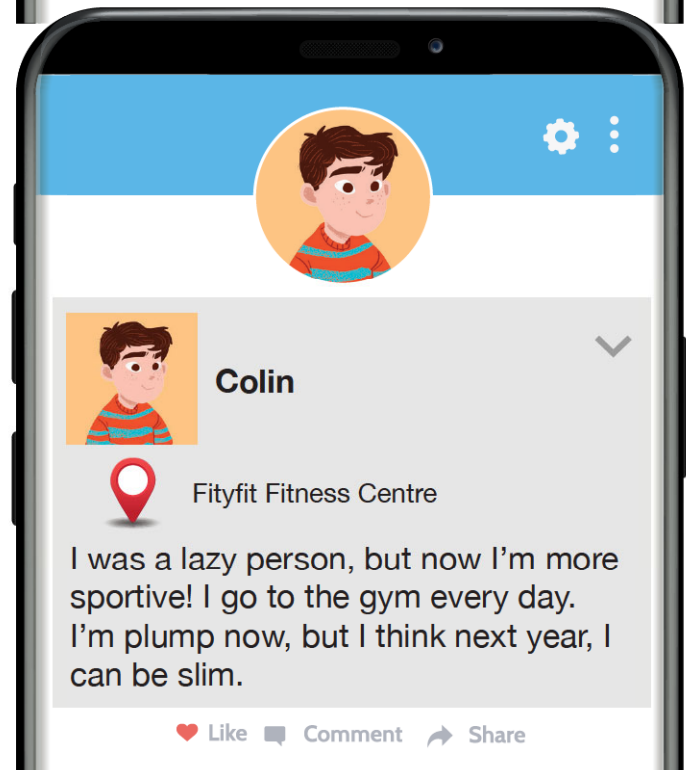 Colin
Fityfit Fitness Centre
I was a lazy person, but now I’m more
sportive! I go to the gym every day.
I’m plump now, but I think next year, I
can be slim.
Like Comment Share